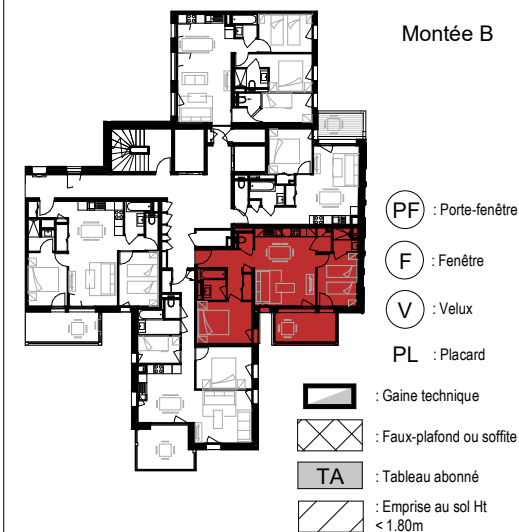 Montée B
PF : Porte-fenêtre
F : Fenêtre
V : Velux
PL : Placard
: Gaine technique
: Faux-plafond ou soffite
TA : Tableau abonné
: Emprise au sol Ht
< 1.80m